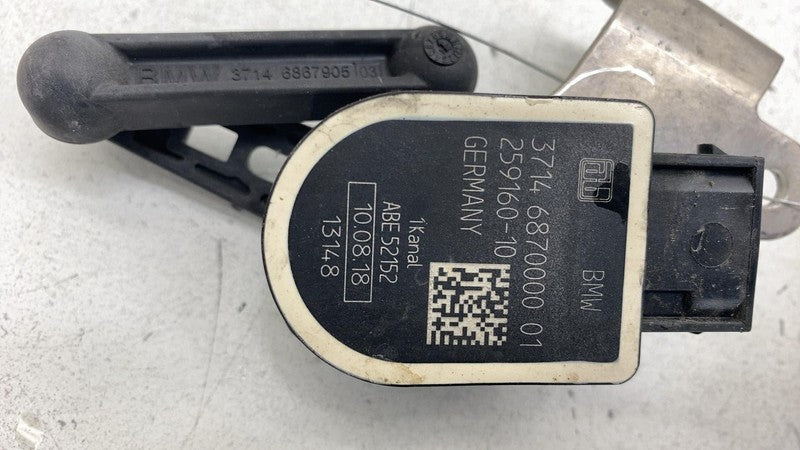 BMW 3714 6867905 03
BMW
3714 6870000 01
259160-10
GERMANY
1Kanal
ABE 52152
10.08.18
13148